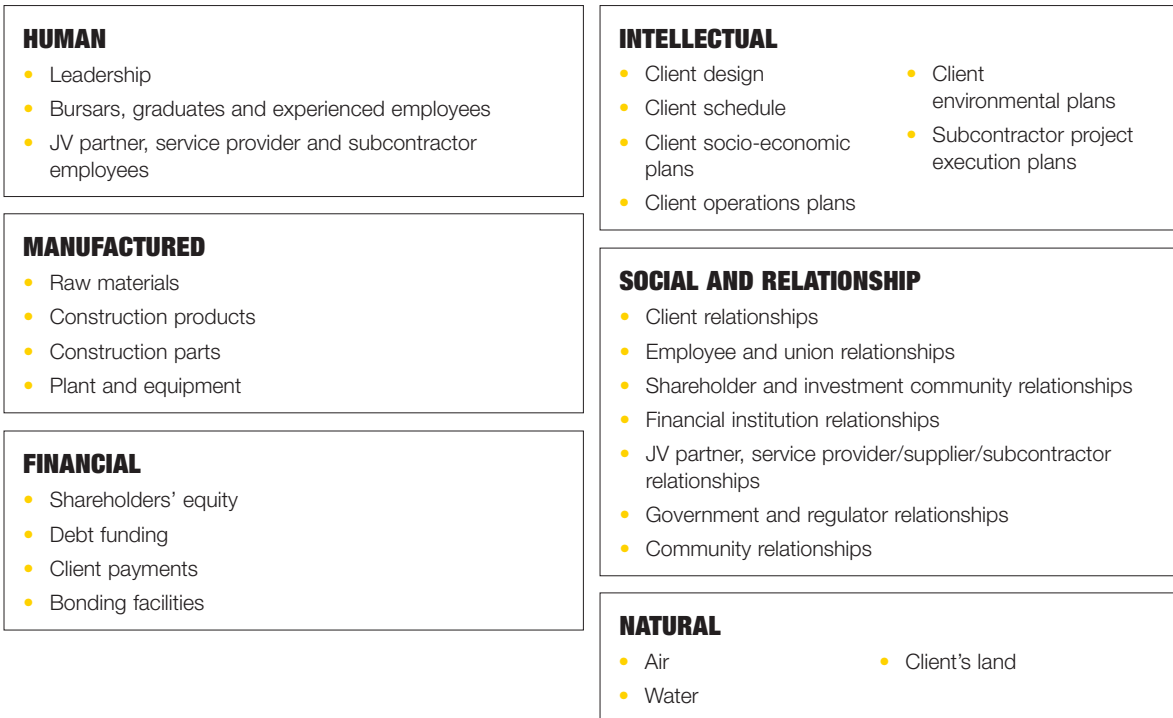 HUMAN
• Leadership
• Bursars, graduates and experienced employees
• JV partner, service provider and subcontractor
employees
MANUFACTURED
• Raw materials
• Construction products
• Construction parts
• Plant and equipment
FINANCIAL
• Shareholders’ equity
• Debt funding
• Client payments
• Bonding facilities
INTELLECTUAL
• Client design
• Client schedule
• Client socio-economic
plans
• Client operations plans
• Client
environmental plans
• Subcontractor project
execution plans
SOCIAL AND RELATIONSHIP
• Client relationships
• Employee and union relationships
• Shareholder and investment community relationships
• Financial institution relationships
• JV partner, service provider/supplier/subcontractor
relationships
• Government and regulator relationships
• Community relationships
NATURAL
• Air
• Water
• Client’s land